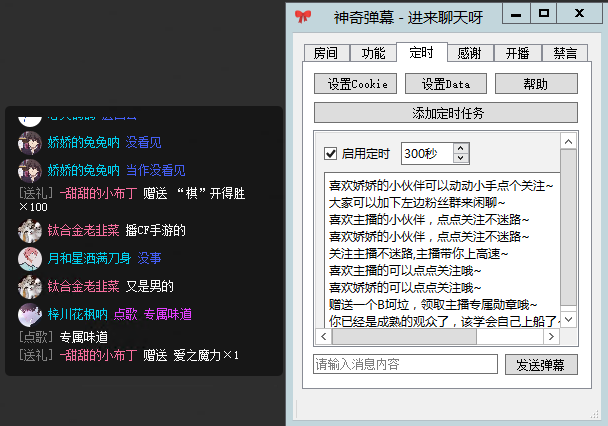 娇娇的兔兔呐 没看见
娇娇的兔兔呐 当作没看见
[送礼] -甜甜的小布丁 赠送 “棋”开得胜
×100
钛合金老韭菜 播CF手游的
月和星洒满刀身 没事
钛合金老韭菜 又是男的
梓川花枫呐 点歌 专属味道
[点歌] 专属味道
[送礼] -甜甜的小布丁 赠送 爱之魔力×1
神奇弹幕 - 进来聊天呀
房间 功能 定时 感谢 开播 禁言
设置Cookie 设置Data 帮助
添加定时任务
启用定时 300秒
喜欢娇娇的小伙伴可以动动小手点个关注~
大家可以加下左边粉丝群来闲聊~
喜欢主播的小伙伴，点点关注不迷路~
喜欢娇娇的小伙伴，点点关注不迷路~
关注主播不迷路,主播带你上高速~
喜欢主播的可以点点关注哦~
喜欢娇娇的可以点点关注哦~
赠送一个B坷垃，领取主播专属勋章哦~
你已经是成熟的观众了，该学会自己上船了~
请输入消息内容 发送弹幕